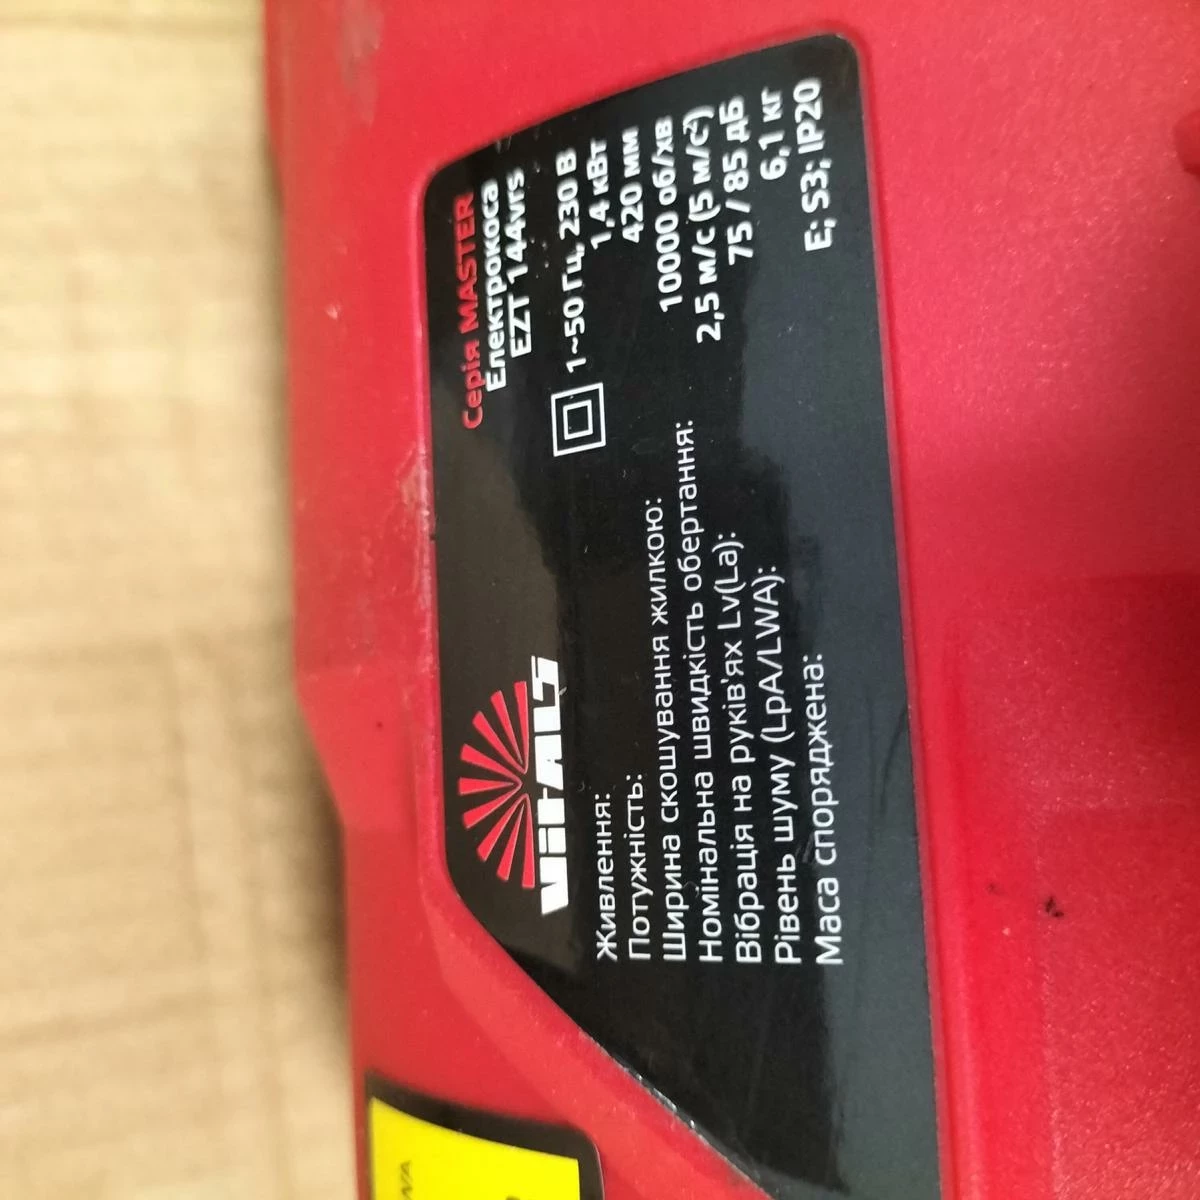 Серія MASTER
Електрокоса
EZT 144vrs
Vitals
Живлення: 1~50 Гц, 230 В
Потужність: 1,4 кВт
Ширина скошування жилкою: 420 мм
Номінальна швидкість обертання: 10000 об/хв
Вібрація на руків'ях Lv(La): 2,5 м/с (5 м/с²)
Рівень шуму (LpA/LWA): 75 / 85 дБ
Маса споряджена: 6,1 кг
E; S3; IP20